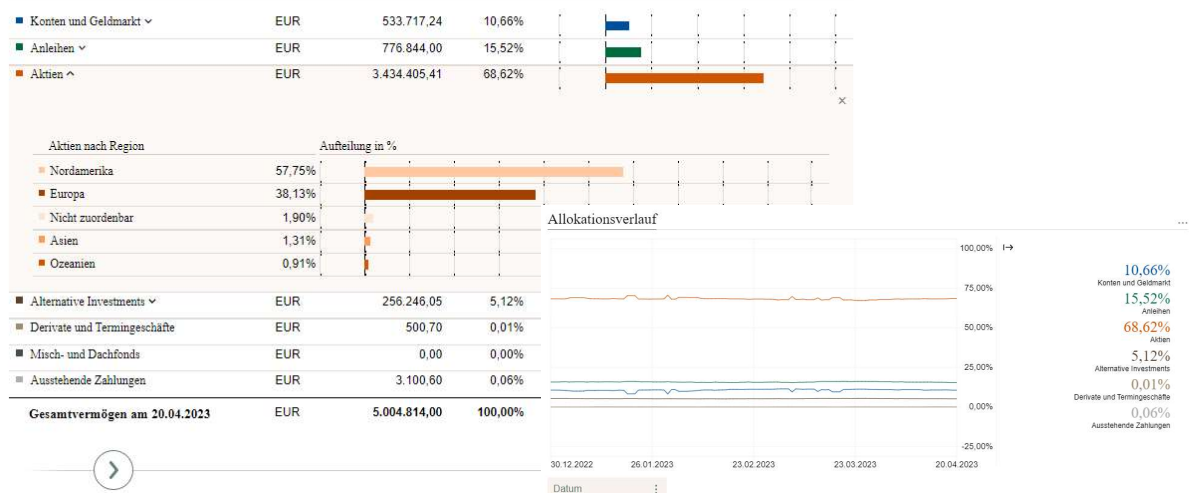 Konten und Geldmarkt EUR 533.717,24 10,66%
Anleihen EUR 776.844,00 15,52%
Aktien EUR 3.434.405,41 68,62%
Aktien nach Region Aufteilung in %
Nordamerika 57,75%
Europa 38,13%
Nicht zuordenbar 1,90%
Asien 1,31%
Ozeanien 0,91%
Alternative Investments EUR 256.246,05 5,12%
Derivate und Termingeschäfte EUR 500,70 0,01%
Misch- und Dachfonds EUR 0,00 0,00%
Ausstehende Zahlungen EUR 3.100,60 0,06%
Gesamtvermögen am 20.04.2023 EUR 5.004.814,00 100,00%
Allokationsverlauf
100,00%
75,00%
50,00%
25,00%
0,00%
-25,00%
30.12.2022 26.01.2023 23.02.2023 23.03.2023 20.04.2023
10,66%
Konten und Geldmarkt
15,52%
Anleihen
68,62%
Aktien
5,12%
Alternative Investments
0,01%
Derivate und Termingeschäfte
0,06%
Ausstehende Zahlungen
Datum